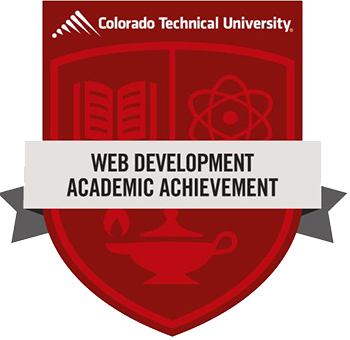 Colorado Technical University®
WEB DEVELOPMENT
ACADEMIC ACHIEVEMENT